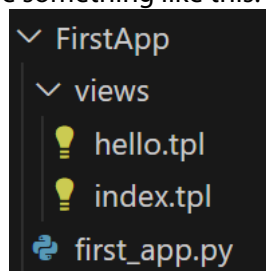 e something like this.
FirstApp
views
hello.tpl
index.tpl
first_app.py